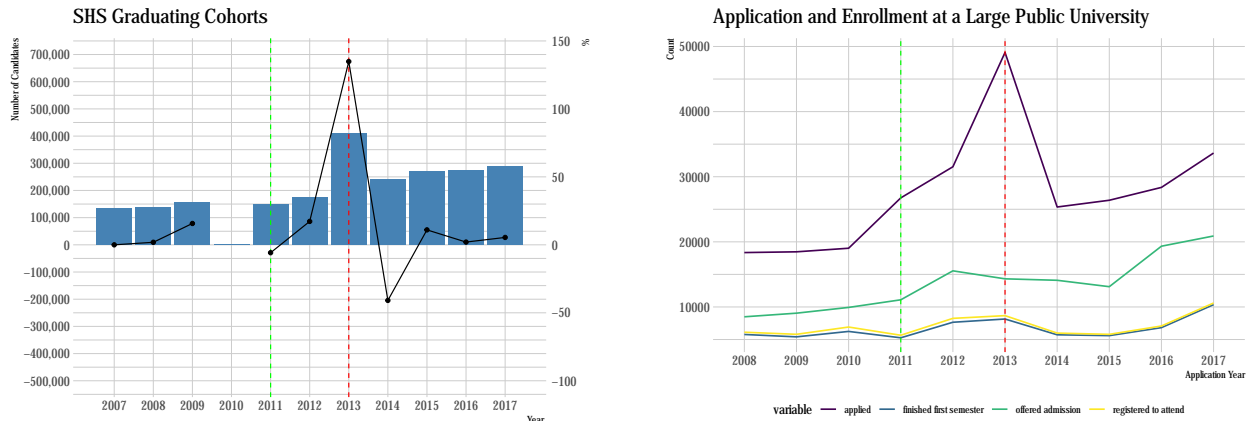 SHS Graduating Cohorts
Number of Candidates
%
700,000
600,000
500,000
400,000
300,000
200,000
100,000
0
−100,000
−200,000
−300,000
−400,000
−500,000
150
100
50
0
−50
−100
2007 2008 2009 2010 2011 2012 2013 2014 2015 2016 2017
Year
Application and Enrollment at a Large Public University
Count
50000
40000
30000
20000
10000
2008 2009 2010 2011 2012 2013 2014 2015 2016 2017
Application Year
variable applied finished first semester offered admission registered to attend